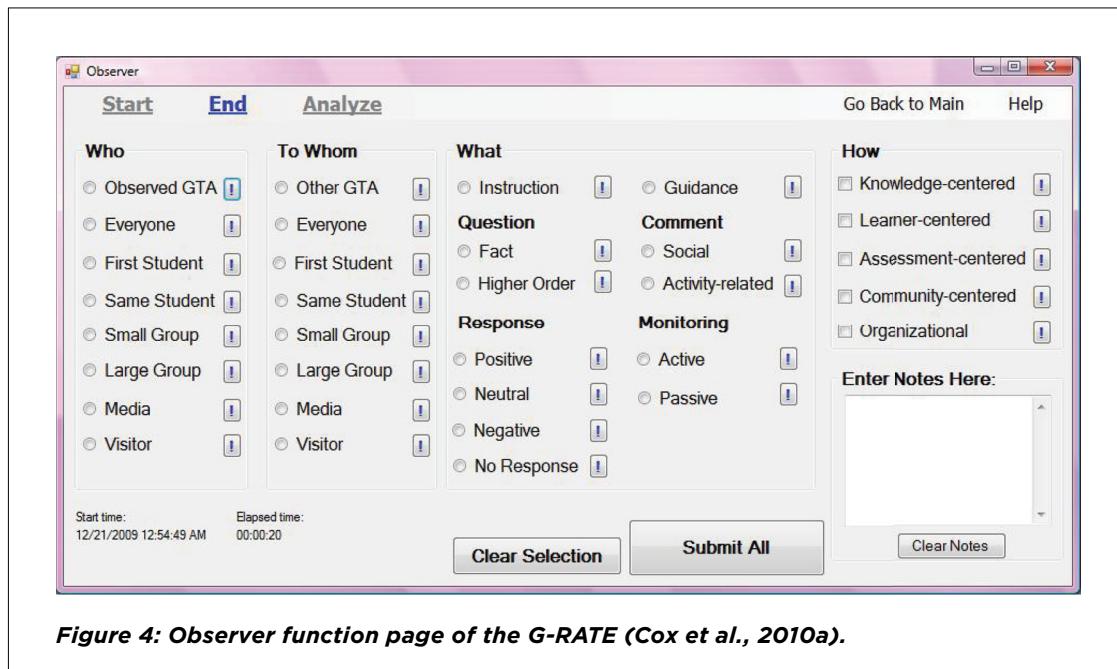 Observer
Start End Analyze Go Back to Main Help
Who
Observed GTA !
Everyone !
First Student !
Same Student !
Small Group !
Large Group !
Media !
Visitor !
To Whom
Other GTA !
Everyone !
First Student !
Same Student !
Small Group !
Large Group !
Media !
Visitor !
What
Instruction !
Question
Fact !
Higher Order !
Response
Positive !
Neutral !
Negative !
No Response !
Guidance !
Comment
Social !
Activity-related !
Monitoring
Active !
Passive !
How
Knowledge-centered !
Learner-centered !
Assessment-centered !
Community-centered !
Organizational !
Enter Notes Here:
Clear Notes
Start time:
12/21/2009 12:54:49 AM
Elapsed time:
00:00:20
Clear Selection
Submit All
Figure 4: Observer function page of the G-RATE (Cox et al., 2010a).